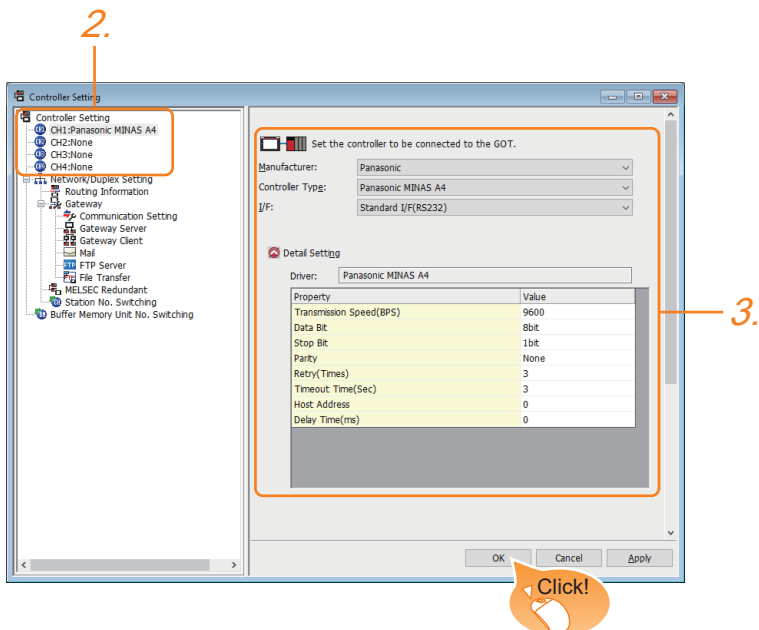 2.
Controller Setting
Controller Setting
CH1:Panasonic MINAS A4
CH2:None
CH3:None
CH4:None
Network/Duplex Setting
Routing Information
Gateway
Communication Setting
Gateway Server
Gateway Client
Mail
FTP FTP Server
File Transfer
MELSEC Redundant
Station No. Switching
Buffer Memory Unit No. Switching
Set the controller to be connected to the GOT.
Manufacturer: Panasonic
Controller Type: Panasonic MINAS A4
I/F: Standard I/F(RS232)
Detail Setting
Driver: Panasonic MINAS A4
Property Value
Transmission Speed(BPS) 9600
Data Bit 8bit
Stop Bit 1bit
Parity None
Retry(Times) 3
Timeout Time(Sec) 3
Host Address 0
Delay Time(ms) 0
3.
OK Cancel Apply
Click!